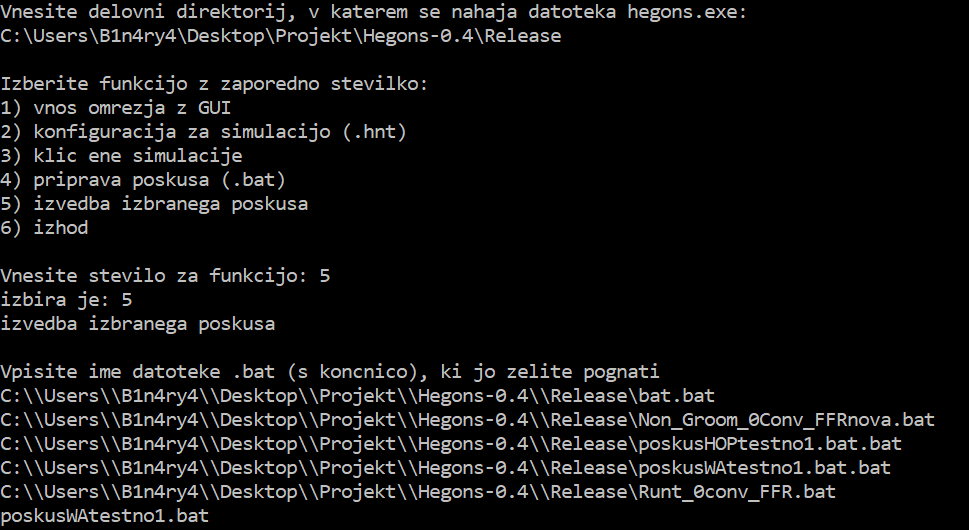 Vnesite delovni direktorij, v katerem se nahaja datoteka hegons.exe:
C:\Users\B1n4ry4\Desktop\Projekt\Hegons-0.4\Release
Izberite funkcijo z zaporedno stevilko:
1) vnos omrezja z GUI
2) konfiguracija za simulacijo (.hnt)
3) klic ene simulacije
4) priprava poskusa (.bat)
5) izvedba izbranega poskusa
6) izhod
Vnesite stevilo za funkcijo: 5
izbira je: 5
izvedba izbranega poskusa
Vpisite ime datoteke .bat (s koncnico), ki jo zelite pognati
C:\\Users\\B1n4ry4\\Desktop\\Projekt\\Hegons-0.4\\Release\bat.bat
C:\\Users\\B1n4ry4\\Desktop\\Projekt\\Hegons-0.4\\Release\Non_Groom_0Conv_FFRnova.bat
C:\\Users\\B1n4ry4\\Desktop\\Projekt\\Hegons-0.4\\Release\poskusHOPtestno1.bat.bat
C:\\Users\\B1n4ry4\\Desktop\\Projekt\\Hegons-0.4\\Release\poskusWAtestno1.bat.bat
C:\\Users\\B1n4ry4\\Desktop\\Projekt\\Hegons-0.4\\Release\Runt_0conv_FFR.bat
poskusWAtestno1.bat